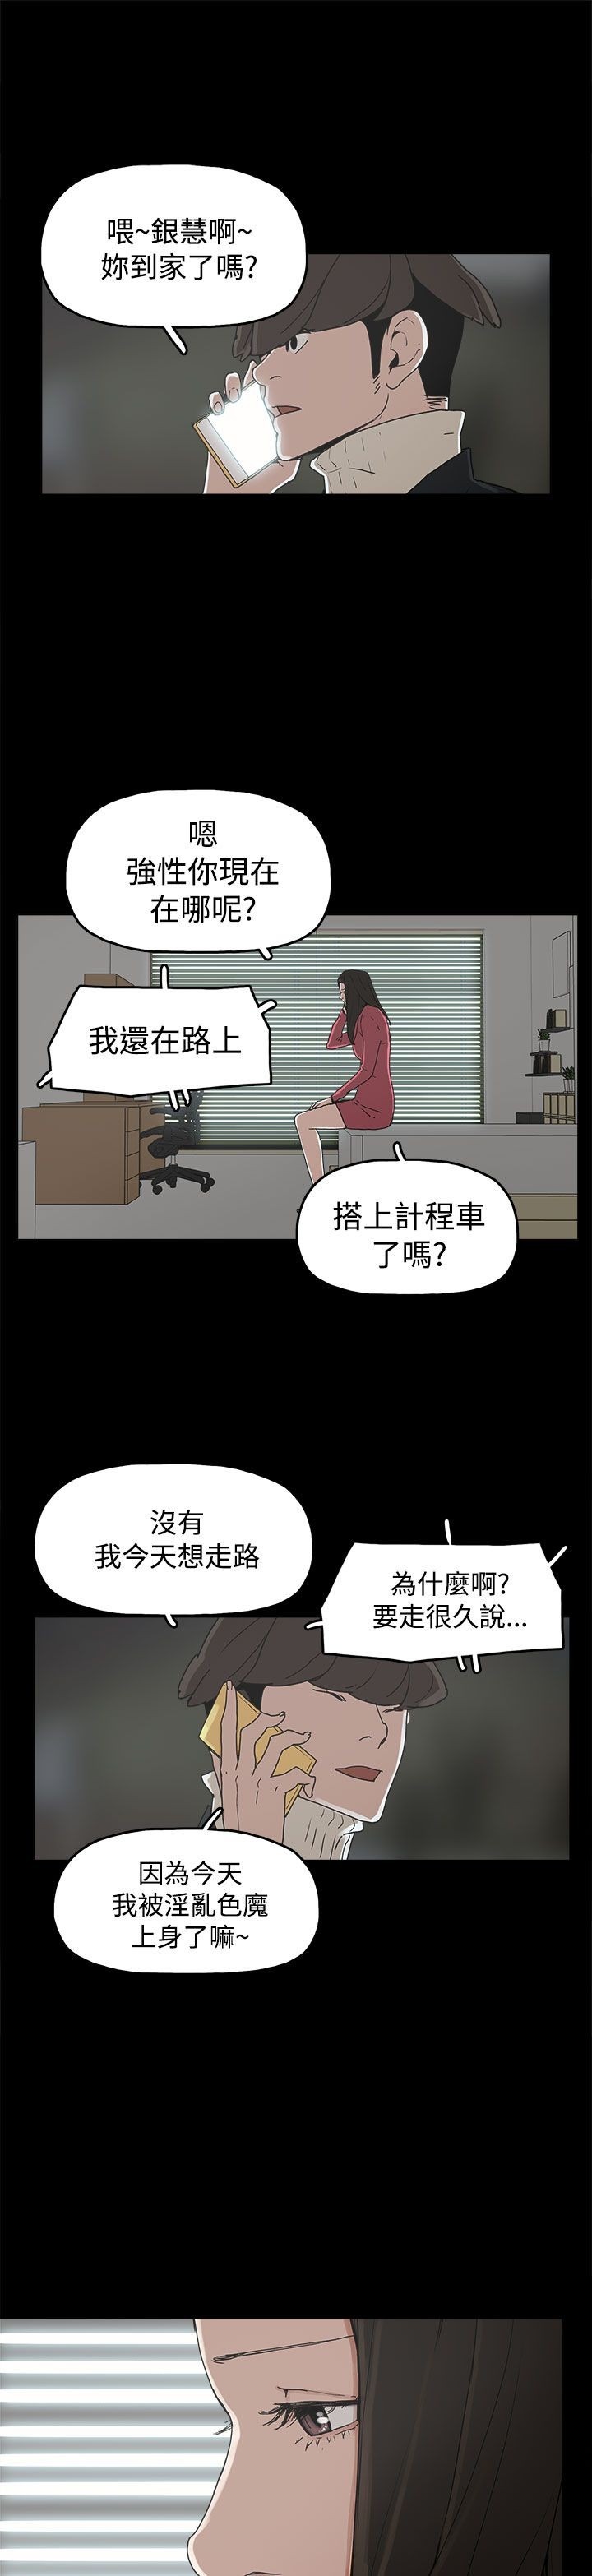 喂~銀慧啊~
妳到家了嗎?
嗯
強性你現在
在哪呢?
我還在路上
搭上計程車
了嗎?
沒有
我今天想走路
為什麼啊?
要走很久說...
因為今天
我被淫亂色魔
上身了嘛~